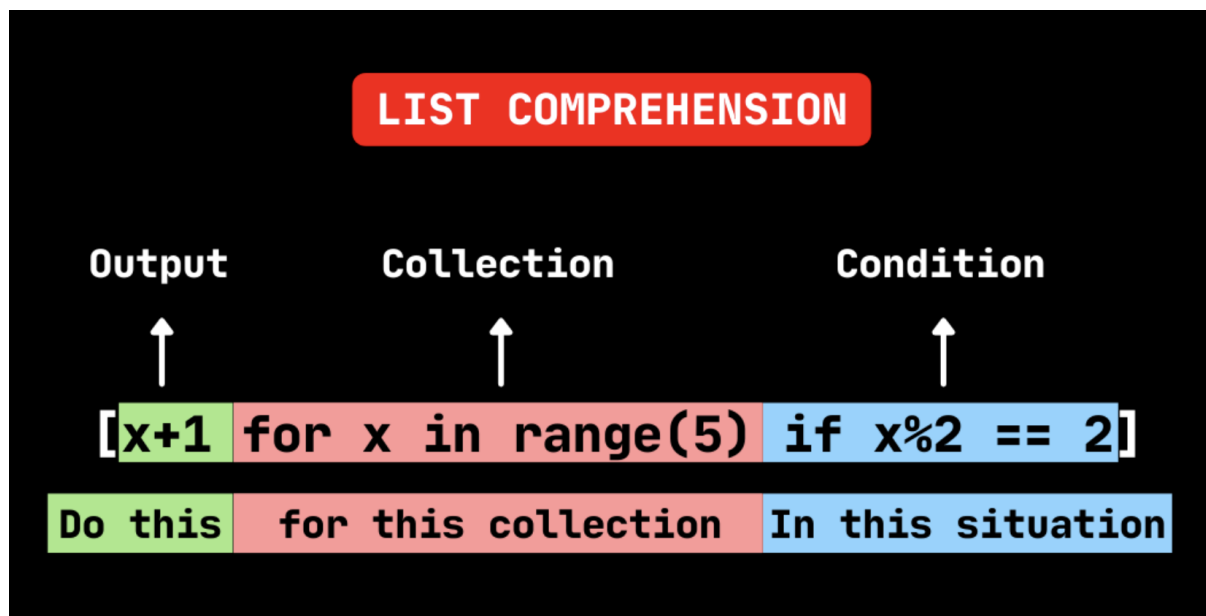 LIST COMPREHENSION
Output Collection Condition
[x+1 for x in range(5) if x%2 == 2]
Do this for this collection In this situation